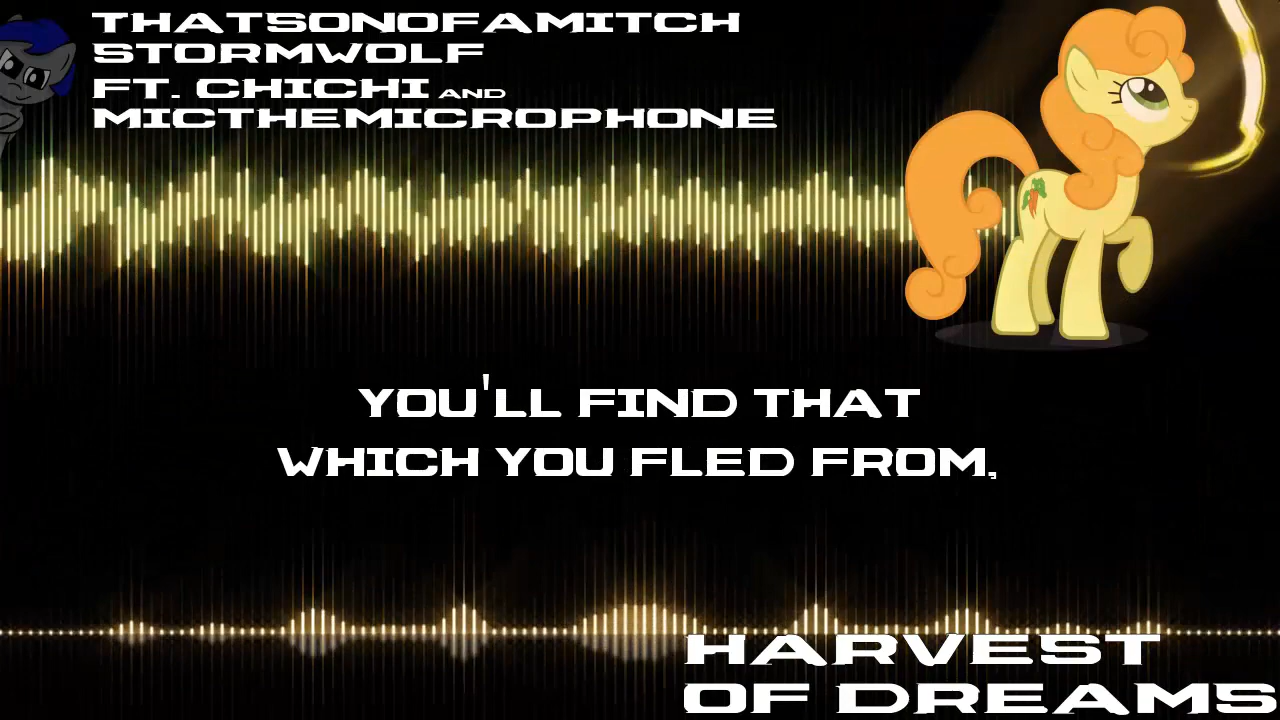 THATSONOFAMITCH
STORMWOLF
FT. CHICHI AND
MICTHEMICROPHONE
YOU'LL FIND THAT
WHICH YOU FLED FROM,
HARVEST
OF DREAMS